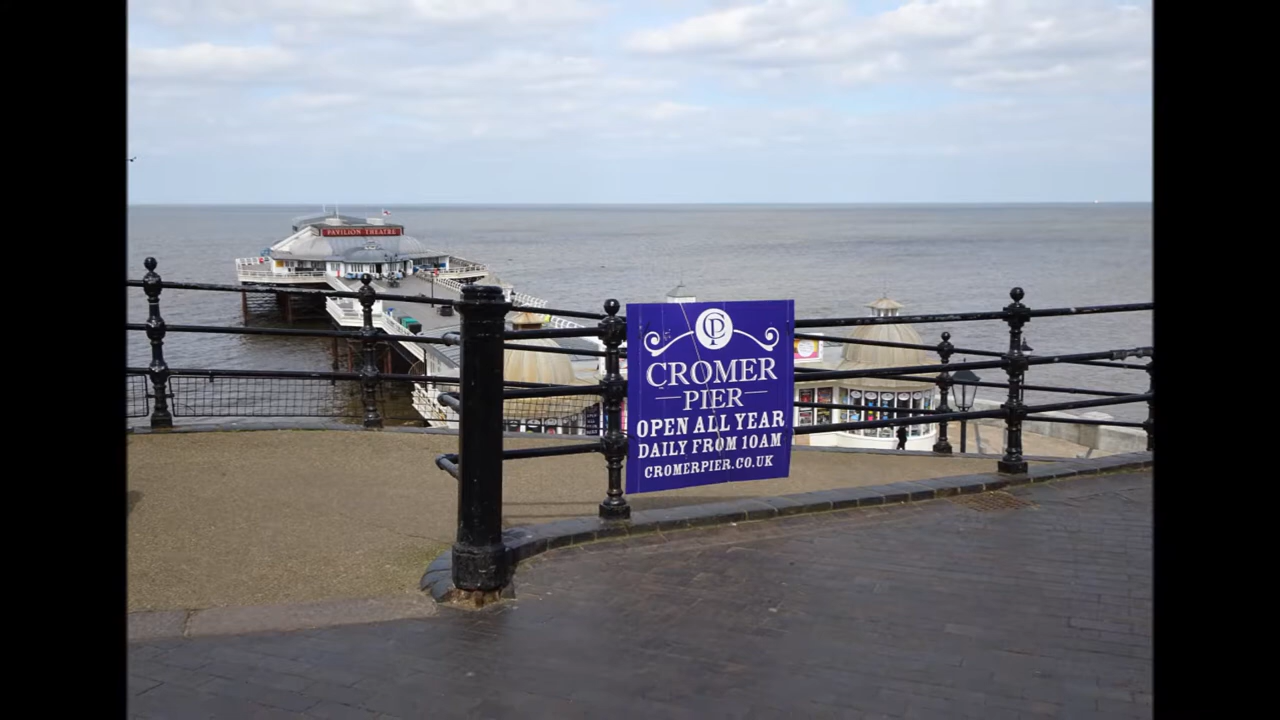 PAVILION THEATRE
CP
CROMER
PIER
OPEN ALL YEAR
DAILY FROM 10AM
CROMERPIER.CO.UK